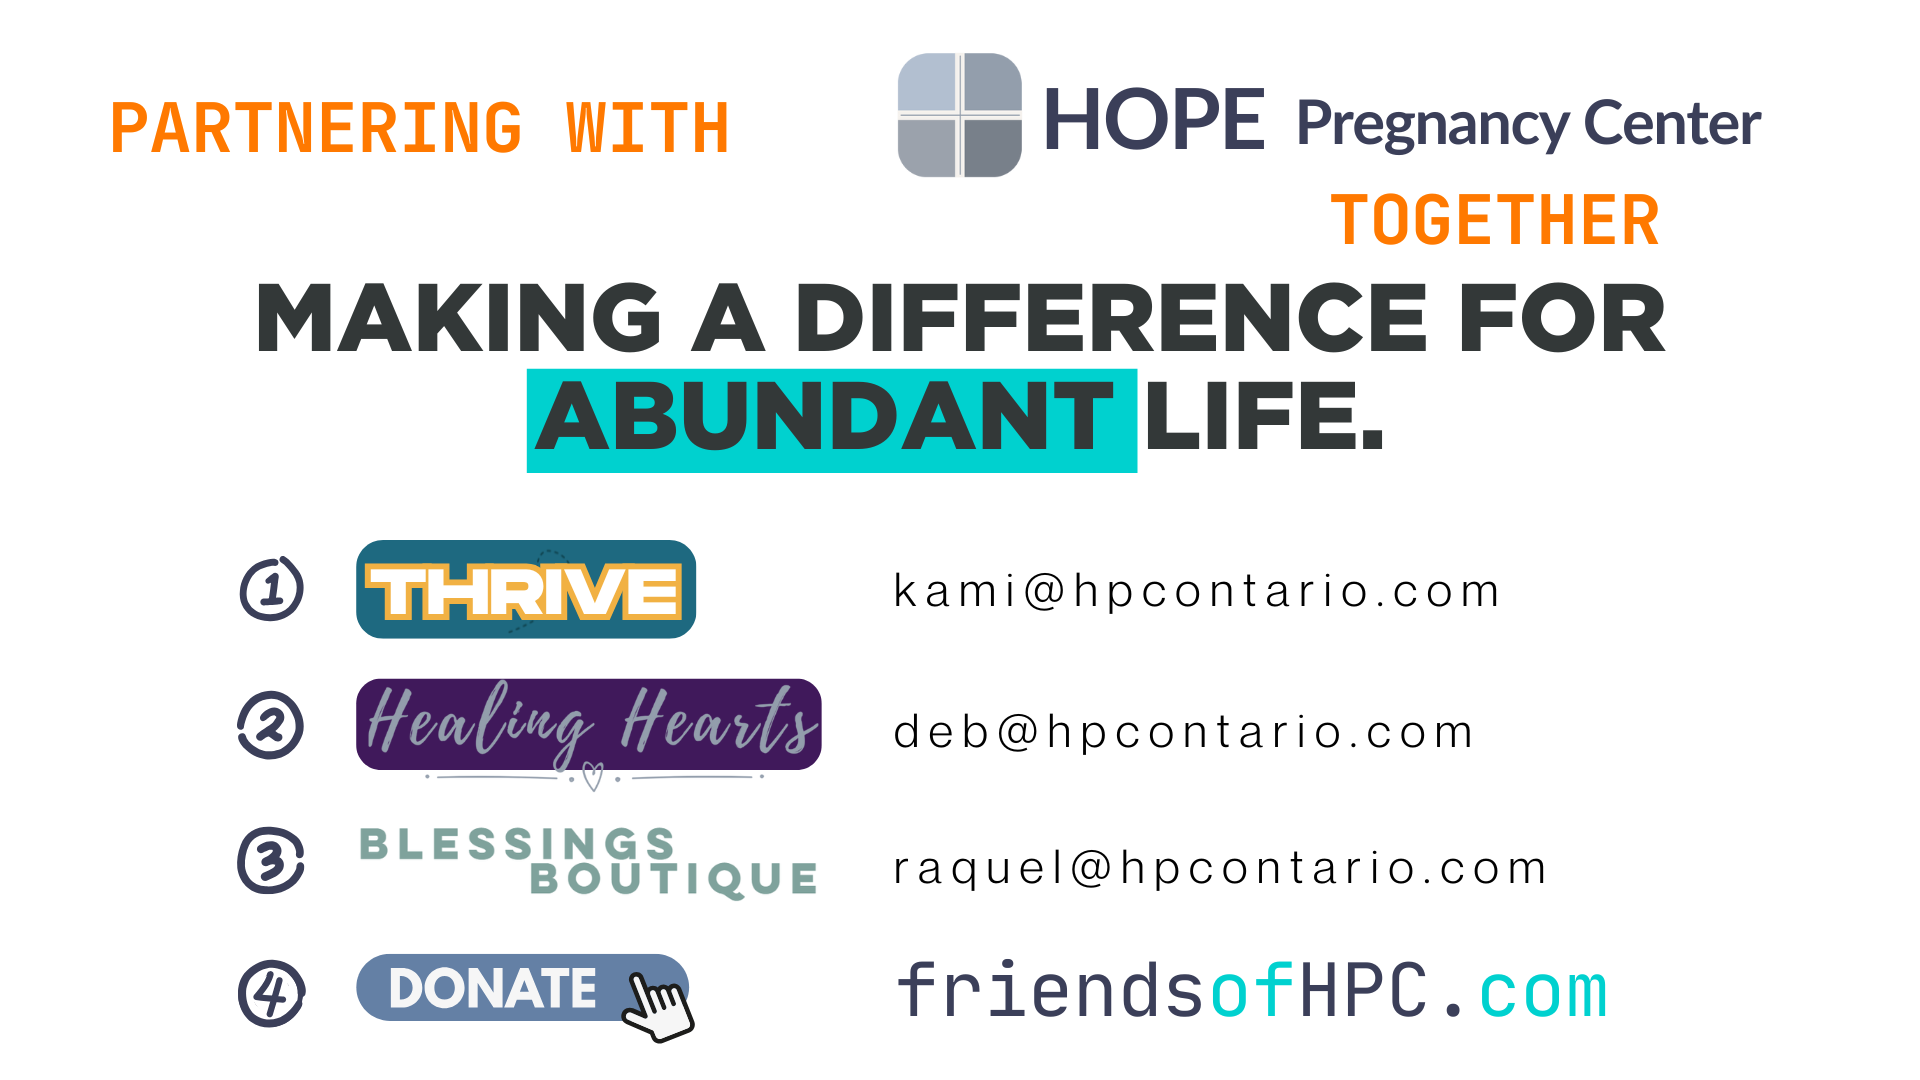 PARTNERING WITH
HOPE Pregnancy Center
TOGETHER
MAKING A DIFFERENCE FOR
ABUNDANT LIFE.
1 THRIVE kami@hpcontario.com
2 Healing Hearts deb@hpcontario.com
3 BLESSINGS
BOUTIQUE raquel@hpcontario.com
4 DONATE friendsofHPC.com